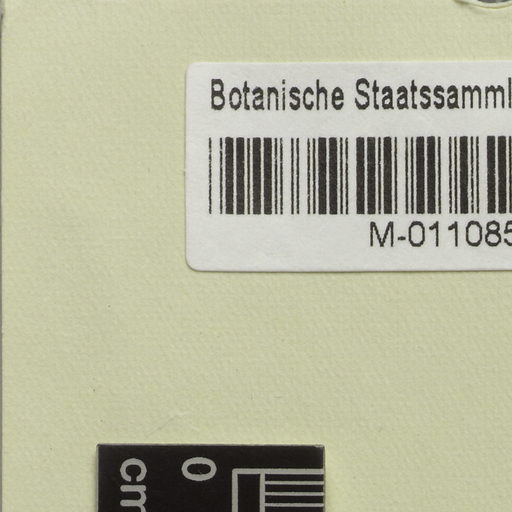 Botanische Staatssamml
M-011085
0
cm